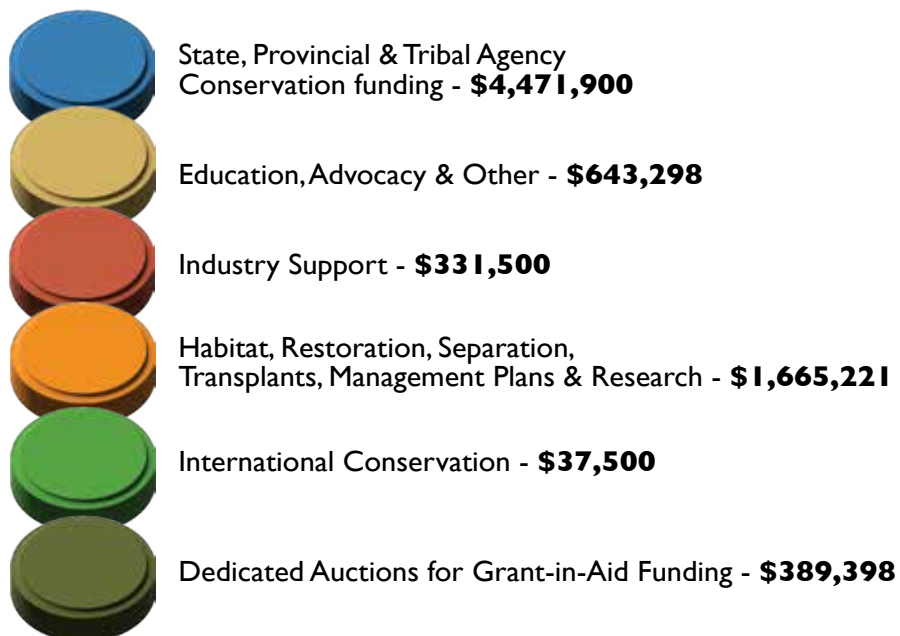 State, Provincial & Tribal Agency
Conservation funding - $4,471,900
Education, Advocacy & Other - $643,298
Industry Support - $331,500
Habitat, Restoration, Separation,
Transplants, Management Plans & Research - $1,665,221
International Conservation - $37,500
Dedicated Auctions for Grant-in-Aid Funding - $389,398